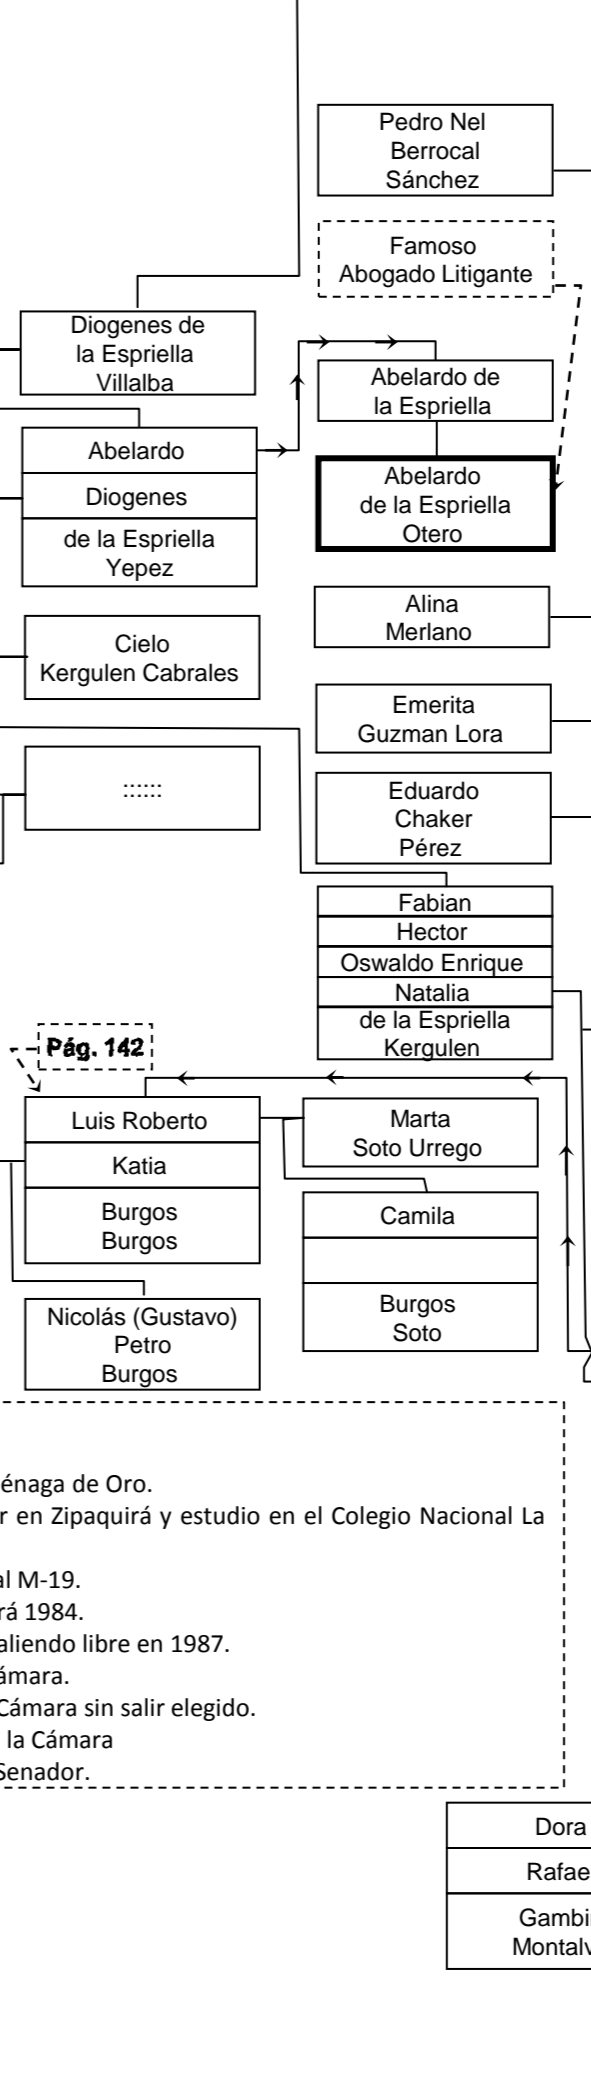 Pedro Nel
Berrocal
Sánchez
Famoso
Abogado Litigante
Diogenes de
la Espriella
Villalba
Abelardo de
la Espriella
Abelardo
Diogenes
de la Espriella
Yepez
Abelardo
de la Espriella
Otero
Alina
Merlano
Cielo
Kergulen Cabrales
Emerita
Guzman Lora
::::::
Eduardo
Chaker
Pérez
Fabian
Hector
Oswaldo Enrique
Natalia
de la Espriella
Kergulen
Pág. 142
Luis Roberto
Katia
Burgos
Burgos
Marta
Soto Urrego
Camila
Burgos
Soto
Nicolás (Gustavo)
Petro
Burgos
énaga de Oro.
r en Zipaquirá y estudio en el Colegio Nacional La
al M-19.
rá 1984.
aliendo libre en 1987.
ámara.
Cámara sin salir elegido.
la Cámara
Senador.
Dora
Rafae
Gambi
Montalv